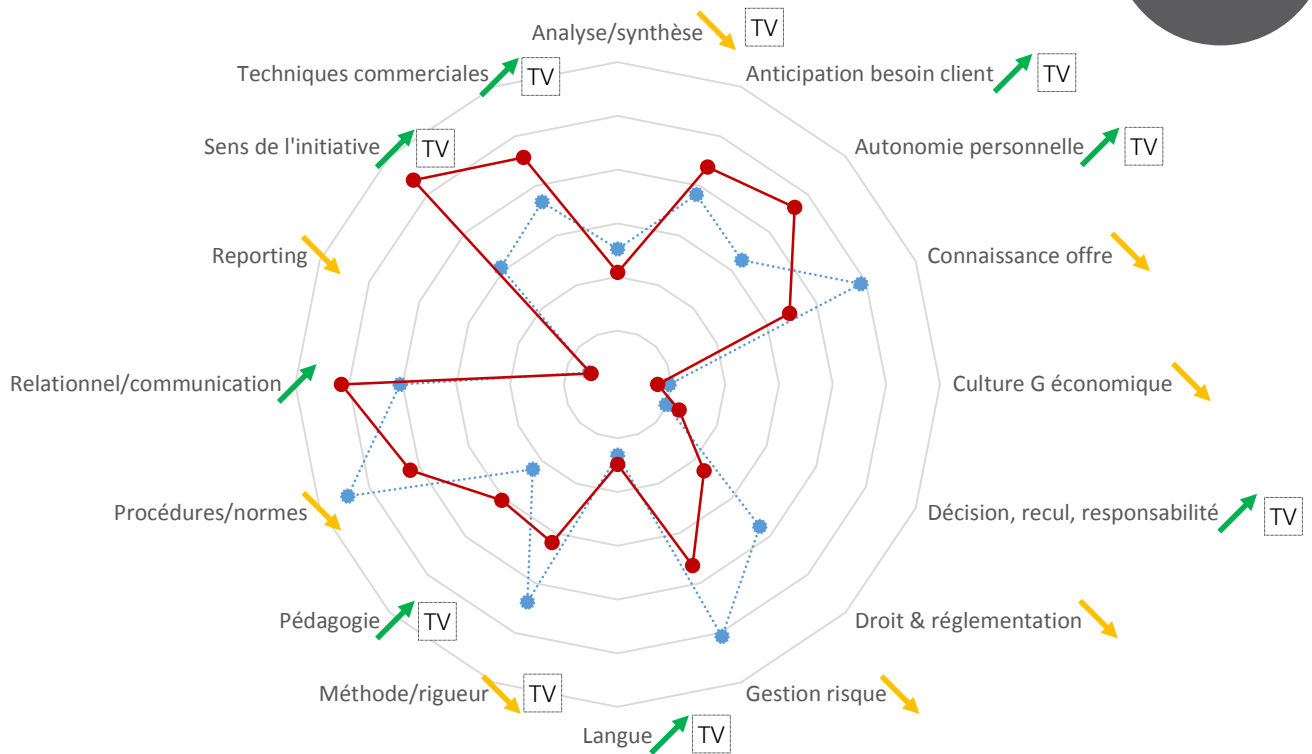 Analyse/synthèse TV
Techniques commerciales TV
Anticipation besoin client TV
Sens de l'initiative TV
Autonomie personnelle TV
Reporting
Connaissance offre
Relationnel/communication
Culture G économique
Procédures/normes
Décision, recul, responsabilité TV
Pédagogie TV
Droit & réglementation
Méthode/rigueur TV
Gestion risque
Langue TV